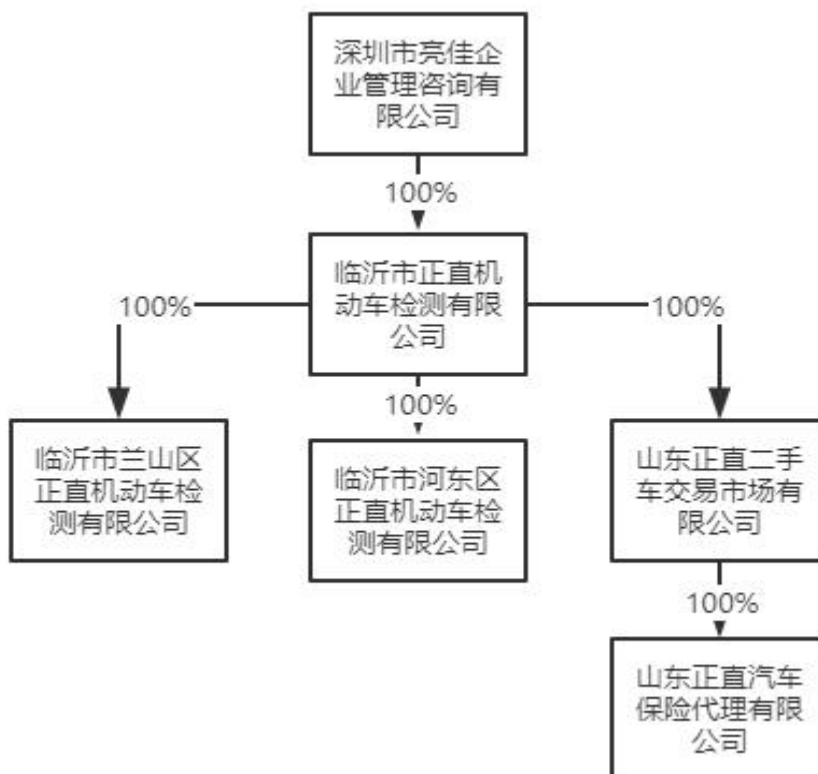 深圳市亮佳企
业管理咨询有
限公司
100%
临沂市正直机
动车检测有限
公司
100%
100%
100%
临沂市兰山区
正直机动车检
测有限公司
临沂市河东区
正直机动车检
测有限公司
山东正直二手
车交易市场有
限公司
100%
山东正直汽车
保险代理有限
公司